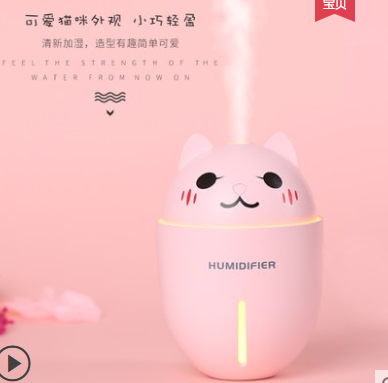 宝贝
可爱猫咪外观 小巧轻盈
清新加湿，造型有趣简单可爱
FEEL THE STRENGTH OF THE
WATER FROM NOW ON
HUMIDIFIER